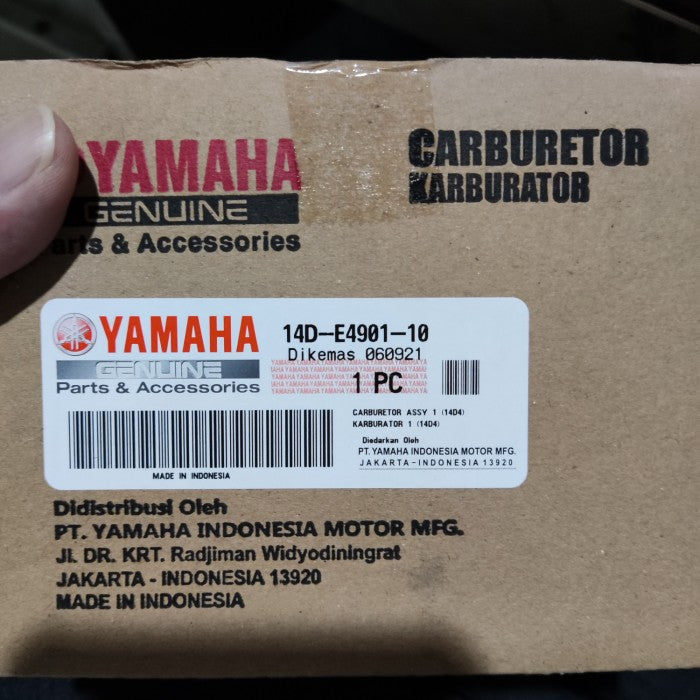 YAMAHA
GENUINE
Parts & Accessories
CARBURETOR
KARBURATOR
YAMAHA
GENUINE
Parts & Accessories
14D-E4901-10
Dikemas 060921
1 PC
CARBURETOR ASSY 1 (14D4)
KARBURATOR 1 (14D4)
Diedarkan Oleh
PT. YAMAHA INDONESIA MOTOR MFG.
JAKARTA-INDONESIA 13920
MADE IN INDONESIA
Didistribusi Oleh
PT. YAMAHA INDONESIA MOTOR MFG.
Jl. DR. KRT. Radjiman Widyodiningrat
JAKARTA - INDONESIA 13920
MADE IN INDONESIA